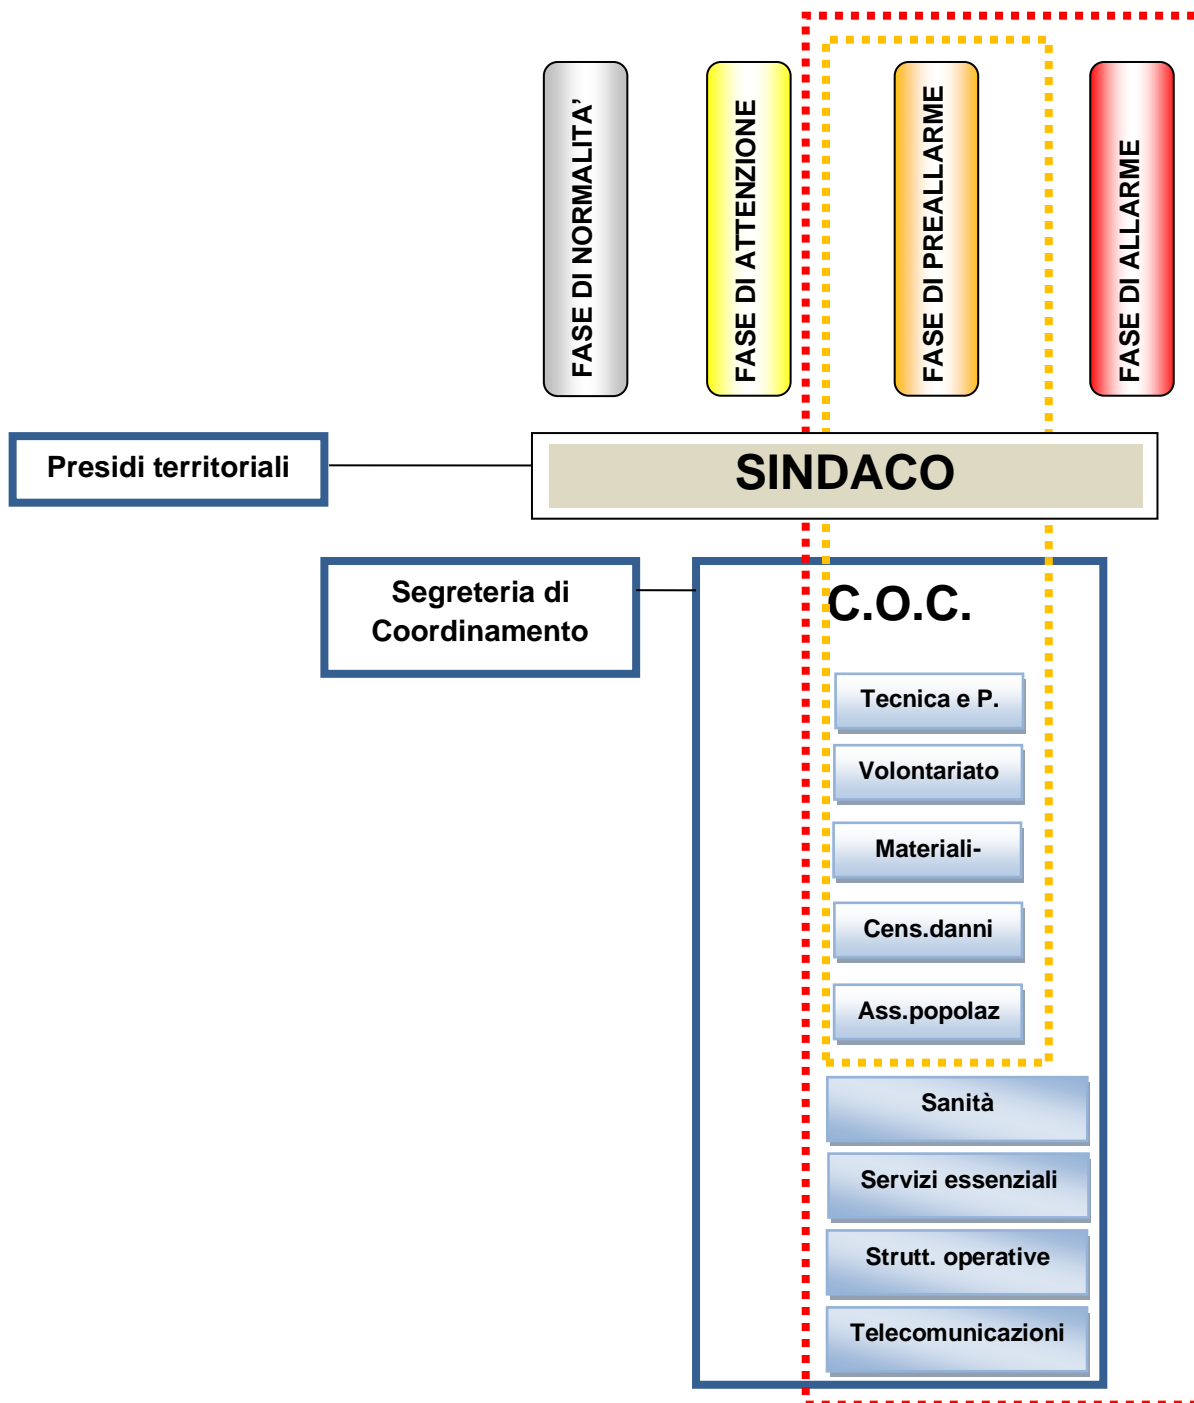 FASE DI NORMALITA’
FASE DI ATTENZIONE
FASE DI PREALLARME
FASE DI ALLARME
Presidi territoriali
SINDACO
Segreteria di
Coordinamento
C.O.C.
Tecnica e P.
Volontariato
Materiali-
Cens.danni
Ass.popolaz
Sanità
Servizi essenziali
Strutt. operative
Telecomunicazioni